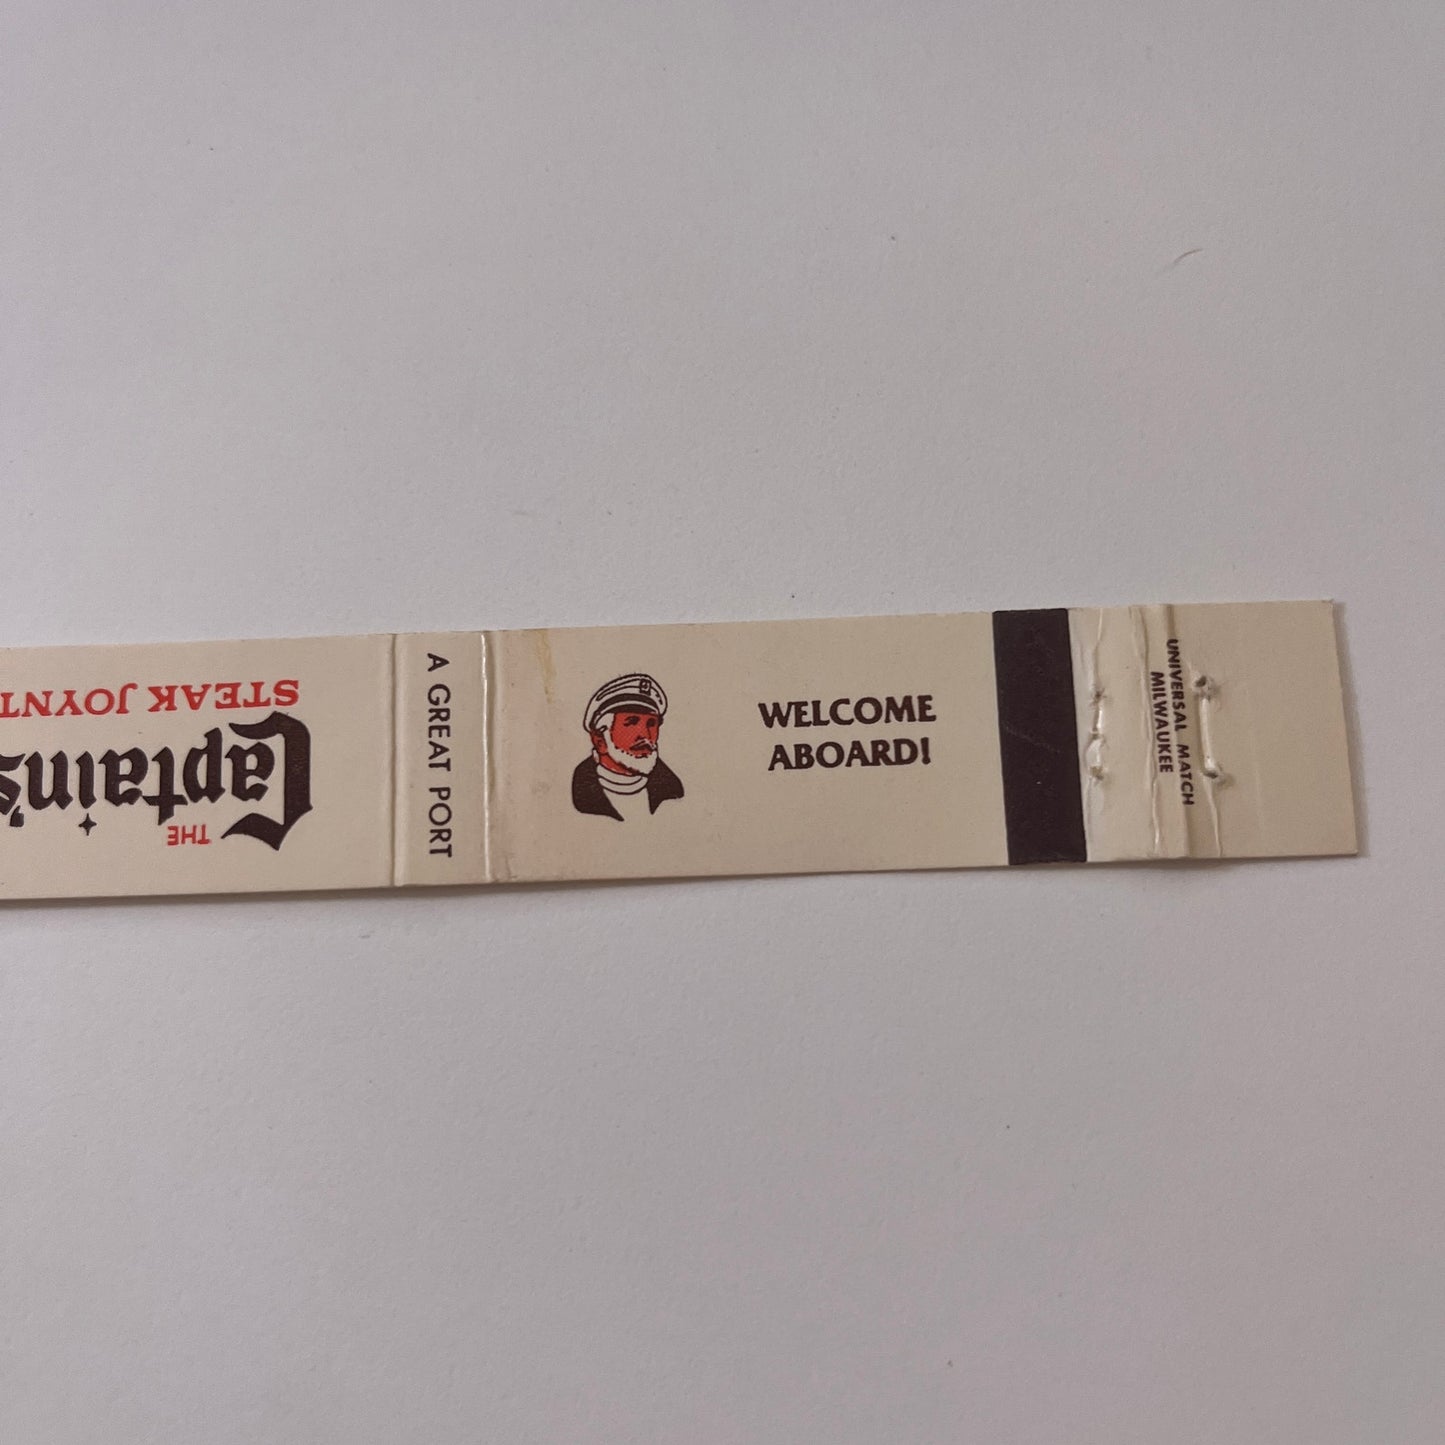 THE
Captain's
STEAK JOYNT
A GREAT PORT
WELCOME
ABOARD!
UNIVERSAL MATCH
MILWAUKEE